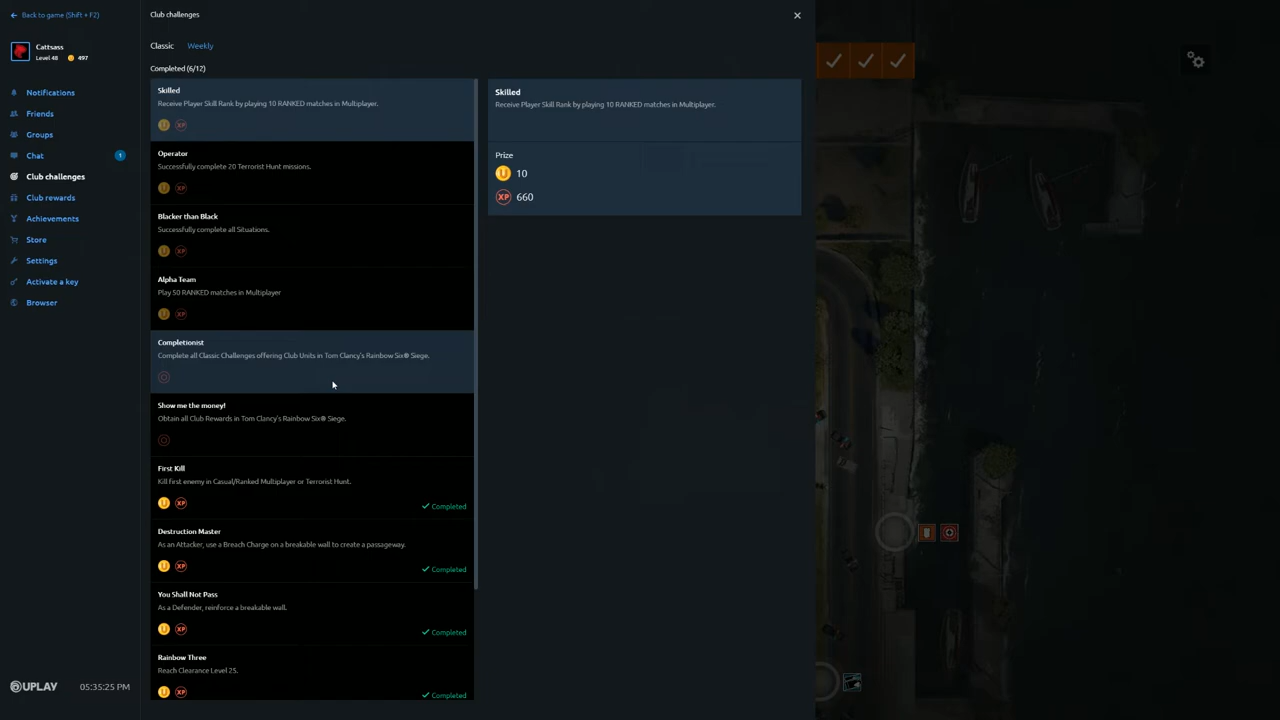 Back to game (Shift + F2)
Cattsass
Level 48 497
Notifications
Friends
Groups
Chat 1
Club challenges
Club rewards
Achievements
Store
Settings
Activate a key
Browser
UPLAY 05:35:25 PM
Club challenges
Classic Weekly
Completed (6/12)
Skilled
Receive Player Skill Rank by playing 10 RANKED matches in Multiplayer.
U XP
Operator
Successfully complete 20 Terrorist Hunt missions.
U XP
Blacker than Black
Successfully complete all Situations.
U XP
Alpha Team
Play 50 RANKED matches in Multiplayer
U XP
Completionist
Complete all Classic Challenges offering Club Units in Tom Clancy's Rainbow Six® Siege.
Show me the money!
Obtain all Club Rewards in Tom Clancy's Rainbow Six® Siege.
First Kill
Kill first enemy in Casual/Ranked Multiplayer or Terrorist Hunt.
U XP Completed
Destruction Master
As an Attacker, use a Breach Charge on a breakable wall to create a passageway.
U XP Completed
You Shall Not Pass
As a Defender, reinforce a breakable wall.
U XP Completed
Rainbow Three
Reach Clearance Level 25.
U XP Completed
Skilled
Receive Player Skill Rank by playing 10 RANKED matches in Multiplayer.
Prize
U 10
XP 660